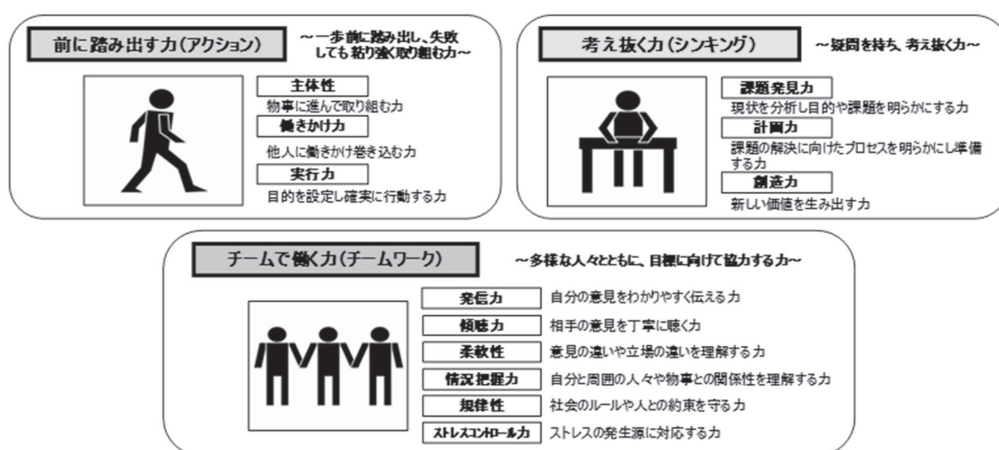 前に踏み出す力(アクション)
～一歩前に踏み出し、失敗
しても粘り強く取り組む力～
主体性
物事に進んで取り組む力
働きかけ力
他人に働きかけ巻き込む力
実行力
目的を設定し確実に行動する力
考え抜く力(シンキング)
～疑問を持ち、考え抜く力～
課題発見力
現状を分析し目的や課題を明らかにする力
計画力
課題の解決に向けたプロセスを明らかにし準備
する力
創造力
新しい価値を生み出す力
チームで働く力(チームワーク)
～多様な人々とともに、目標に向けて協力する力～
発信力
自分の意見をわかりやすく伝える力
傾聴力
相手の意見を丁寧に聴く力
柔軟性
意見の違いや立場の違いを理解する力
情況把握力
自分と周囲の人々や物事との関係性を理解する力
規律性
社会のルールや人との約束を守る力
ストレスコントロール力
ストレスの発生源に対応する力